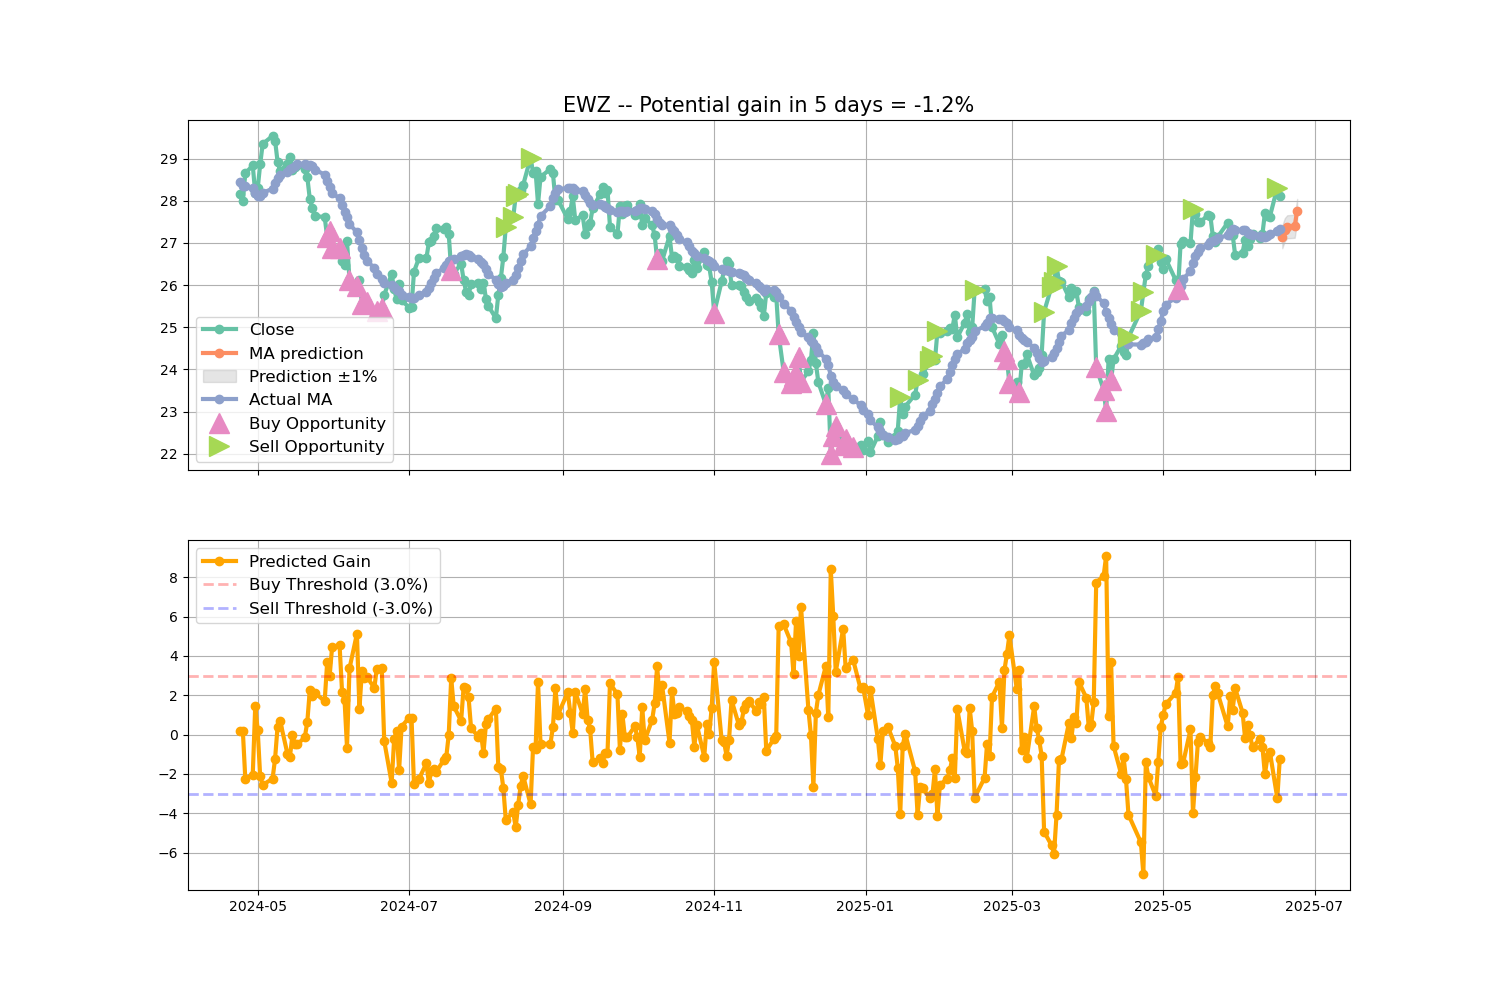 EWZ -- Potential gain in 5 days = -1.2%
29
28
27
26
25
24
23
22
Close
MA prediction
Prediction ±1%
Actual MA
Buy Opportunity
Sell Opportunity
8
6
4
2
0
−2
−4
−6
Predicted Gain
Buy Threshold (3.0%)
Sell Threshold (-3.0%)
2024-05 2024-07 2024-09 2024-11 2025-01 2025-03 2025-05 2025-07